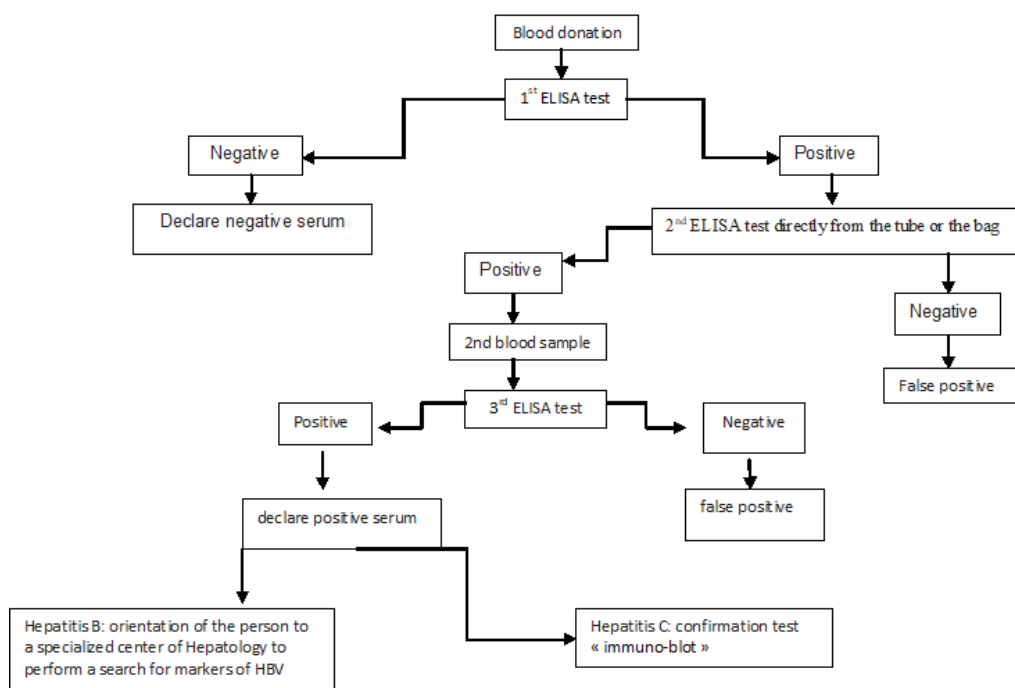 Blood donation
1st ELISA test
Negative
Positive
Declare negative serum
2nd ELISA test directly from the tube or the bag
Positive
Negative
2nd blood sample
False positive
3rd ELISA test
Positive
Negative
declare positive serum
false positive
Hepatitis B: orientation of the person to
a specialized center of Hepatology to
perform a search for markers of HBV
Hepatitis C: confirmation test
« immuno-blot »